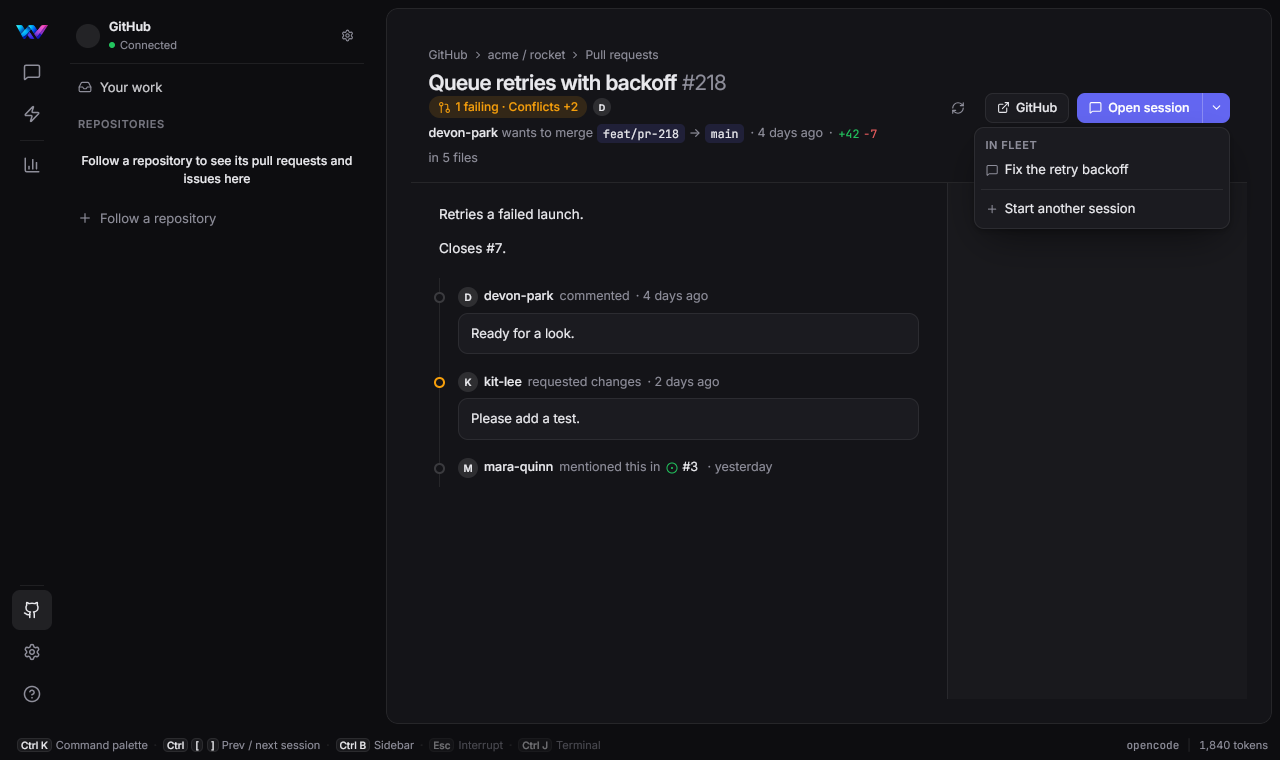 GitHub
Connected
Your work
REPOSITORIES
Follow a repository to see its pull requests and
issues here
Follow a repository
GitHub > acme / rocket > Pull requests
Queue retries with backoff #218
1 failing · Conflicts +2 D
devon-park wants to merge feat/pr-218 → main · 4 days ago · +42 -7
in 5 files
GitHub
Open session
IN FLEET
Fix the retry backoff
Start another session
Retries a failed launch.
Closes #7.
D devon-park commented · 4 days ago
Ready for a look.
K kit-lee requested changes · 2 days ago
Please add a test.
M mara-quinn mentioned this in #3 · yesterday
Ctrl K Command palette · Ctrl [ ] Prev / next session · Ctrl B Sidebar · Esc Interrupt · Ctrl J Terminal
opencode 1,840 tokens